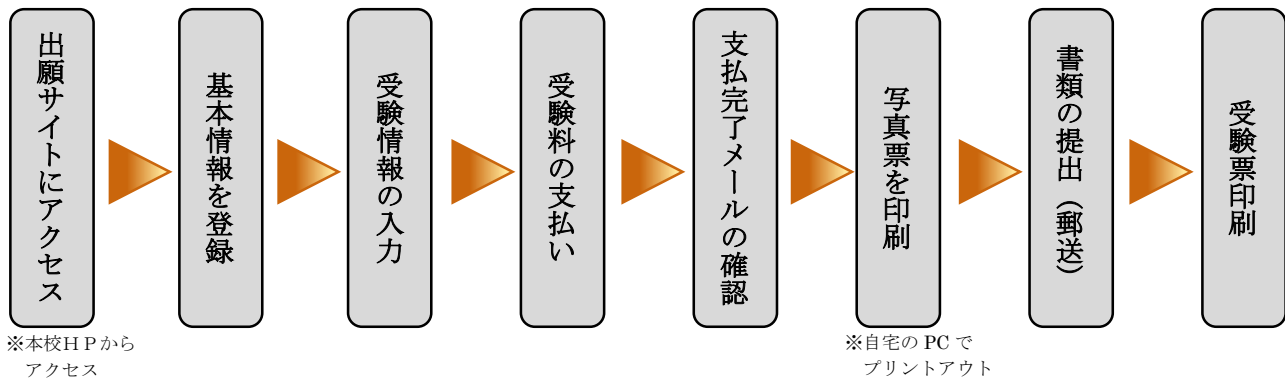 出願サイトにアクセス
基本情報を登録
受験情報の入力
受験料の支払い
支払完了メールの確認
写真票を印刷
書類の提出（郵送）
受験票印刷
※本校ＨＰから
アクセス
※自宅の PC で
プリントアウト